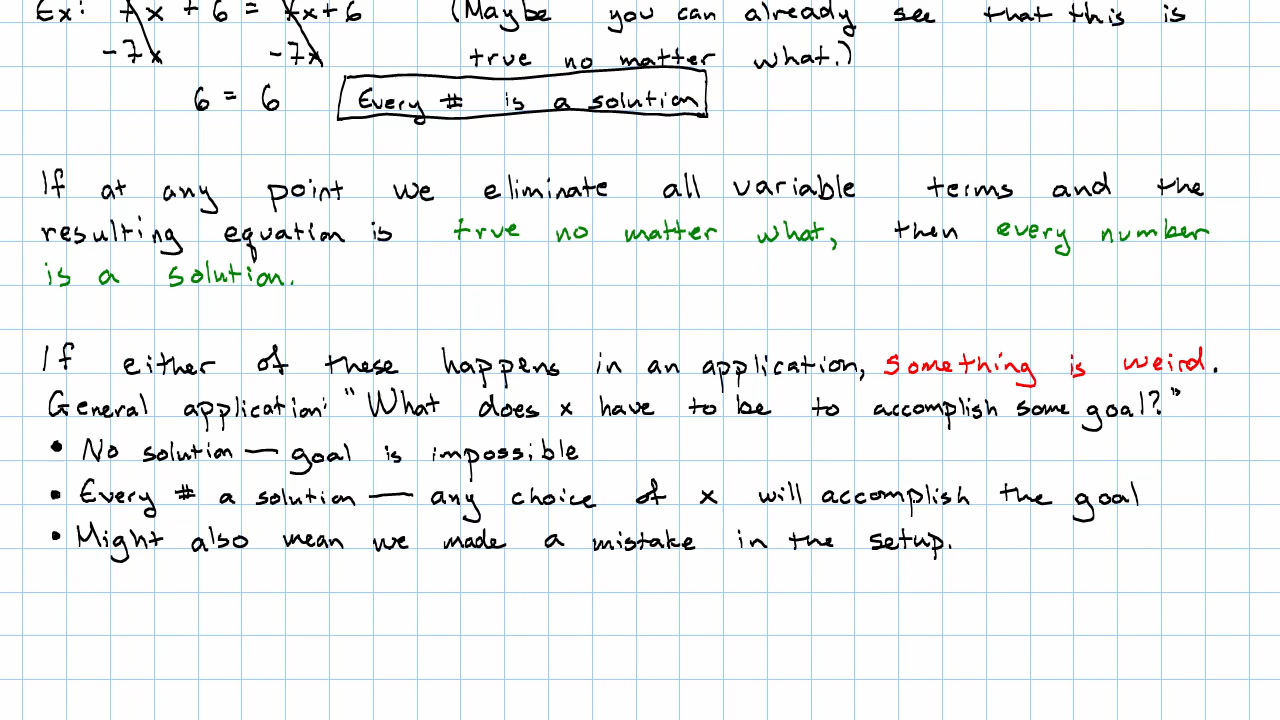 Ex: 7x + 6 = 7x + 6 (Maybe you can already see that this is
-7x -7x true no matter what.)
6 = 6 Every # is a solution
If at any point we eliminate all variable terms and the
resulting equation is true no matter what, then every number
is a solution.
If either of these happens in an application, something is weird.
General application: "What does x have to be to accomplish some goal?"
• No solution — goal is impossible
• Every # a solution — any choice of x will accomplish the goal
• Might also mean we made a mistake in the setup.